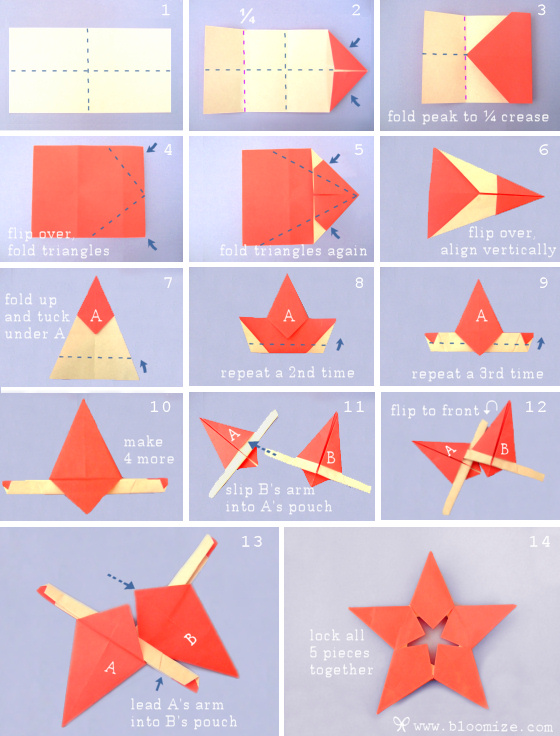 1
¼
2
3
fold peak to ¼ crease
4
flip over,
fold triangles
5
fold triangles again
6
flip over,
align vertically
7
fold up
and tuck
under A
A
8
A
repeat a 2nd time
9
A
repeat a 3rd time
10
make
4 more
11
A
B
slip B's arm
into A's pouch
12
flip to front
A
B
13
A
B
lead A's arm
into B's pouch
14
lock all
5 pieces
together
www.bloomize.com